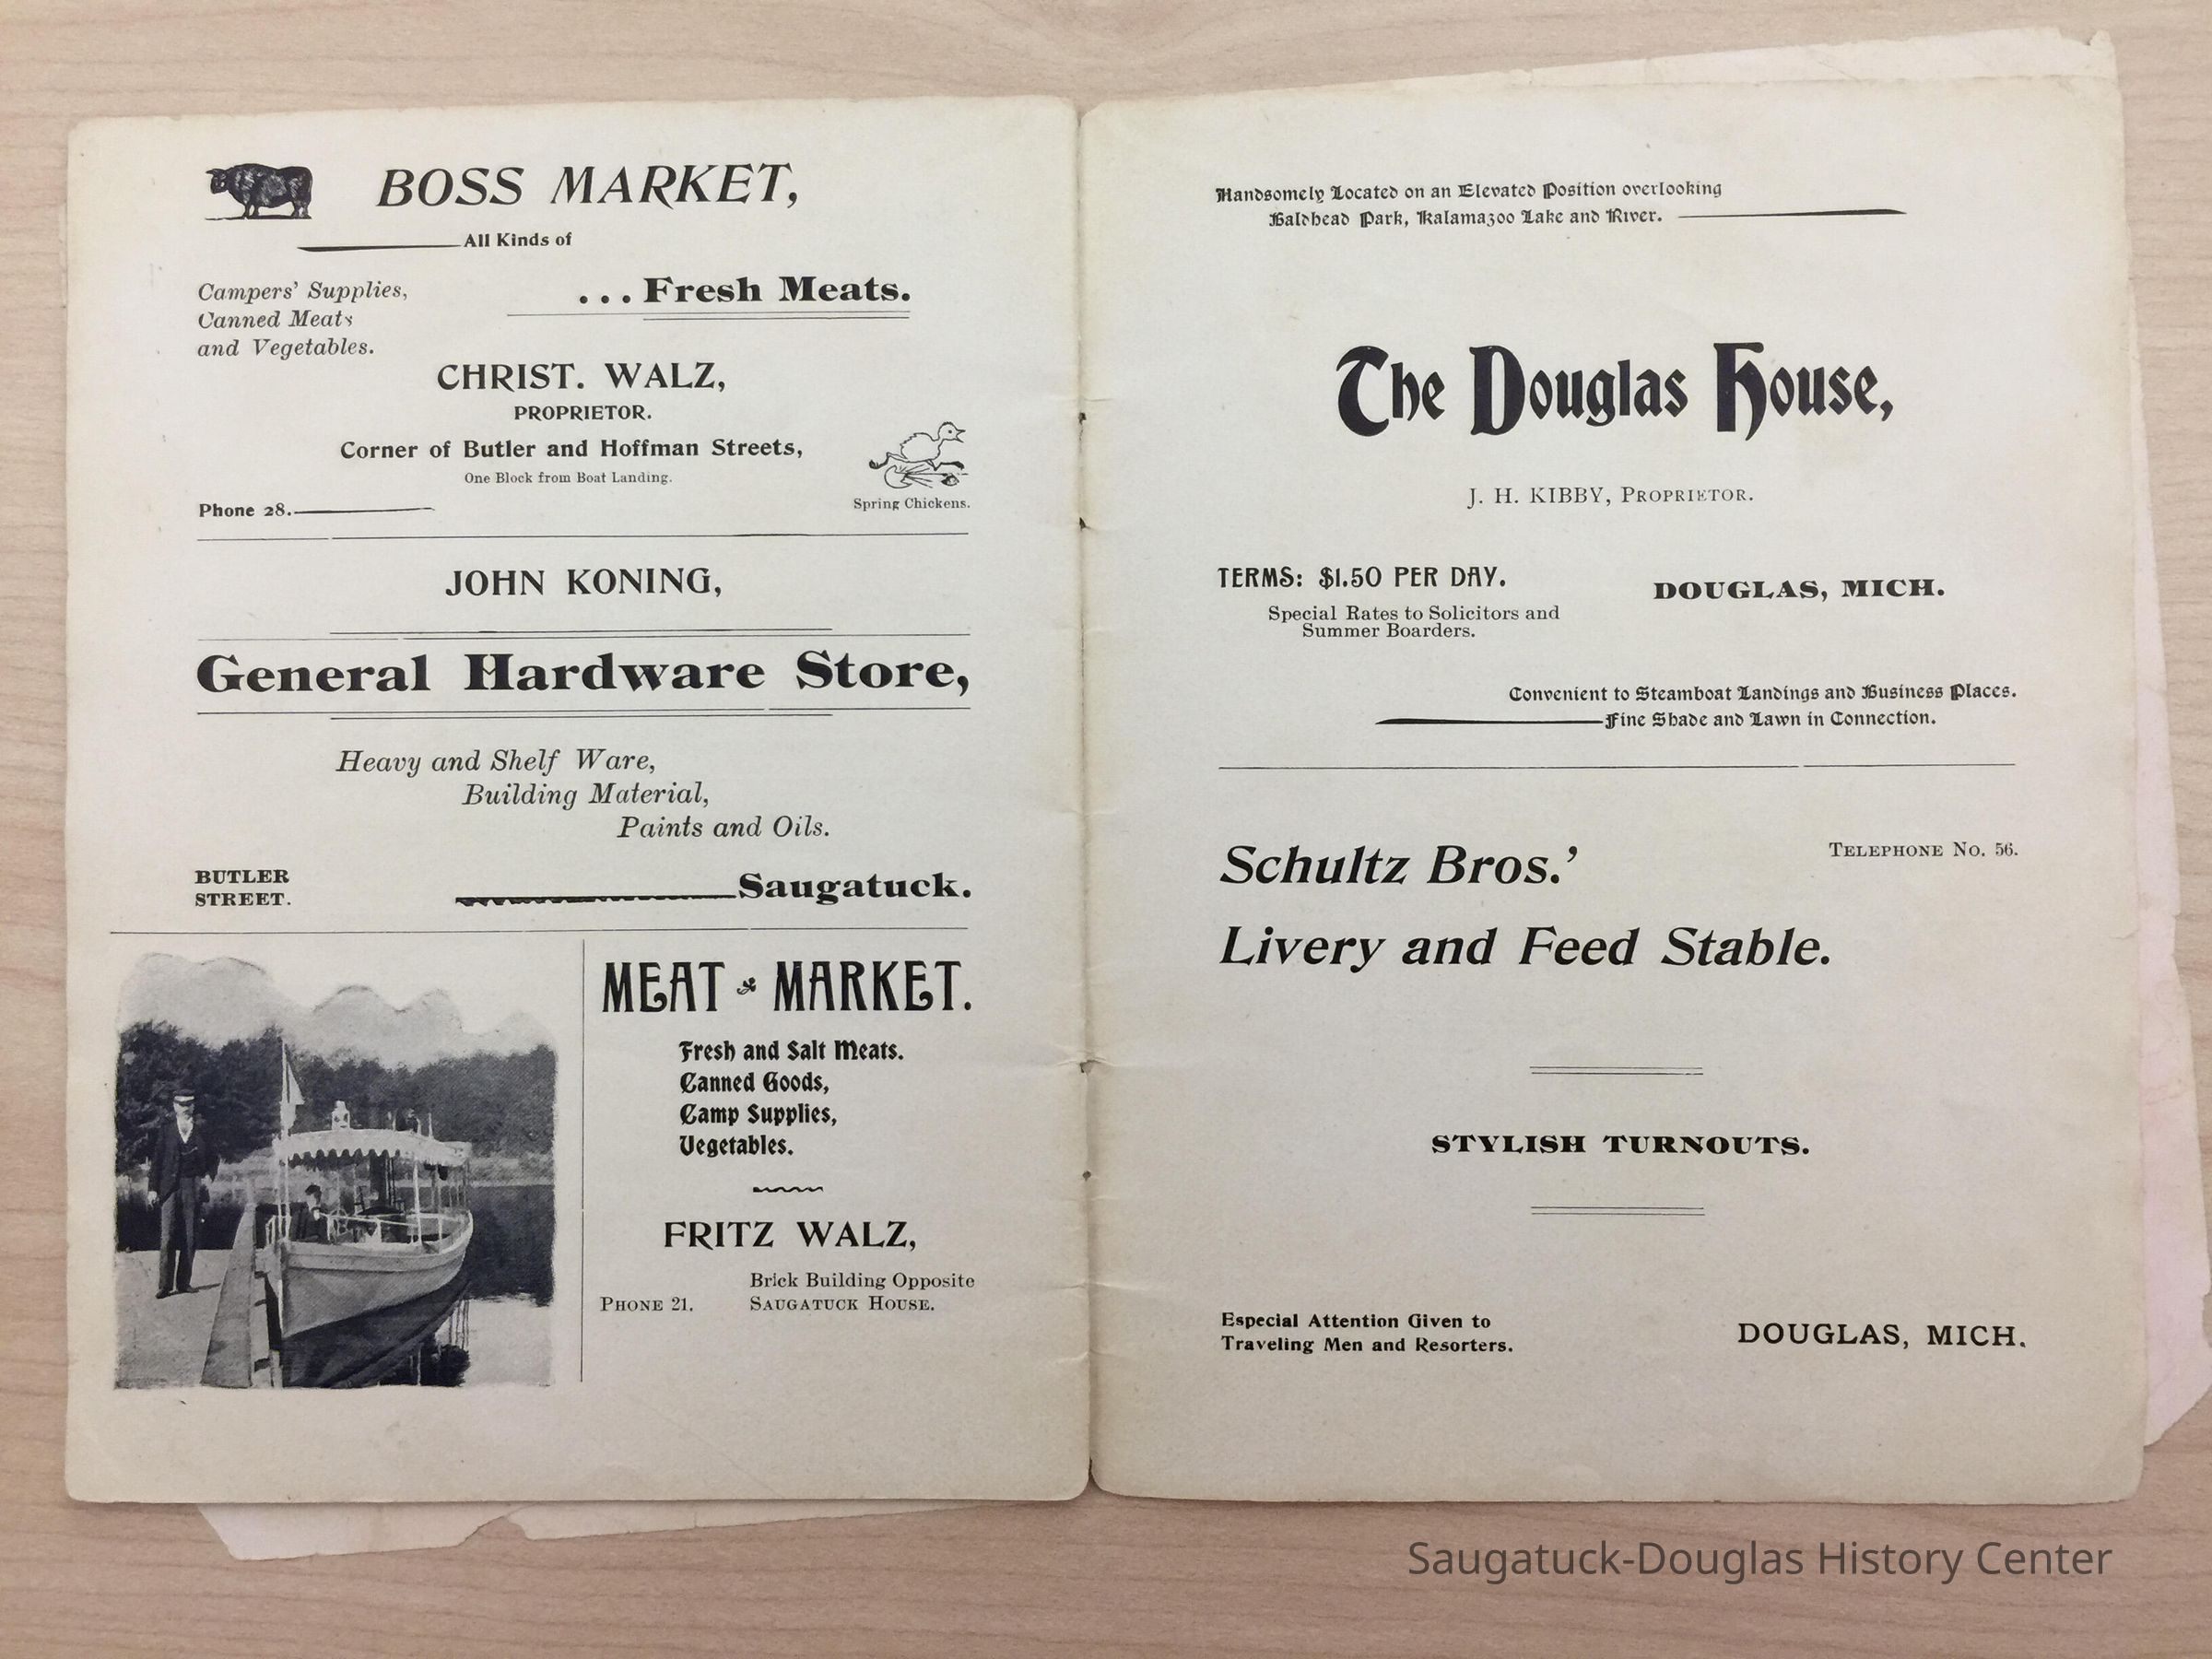 BOSS MARKET,
All Kinds of
Campers' Supplies,
Canned Meats
and Vegetables.
...Fresh Meats.
CHRIST. WALZ,
PROPRIETOR.
Corner of Butler and Hoffman Streets,
One Block from Boat Landing.
Phone 28.
Spring Chickens.
JOHN KONING,
General Hardware Store,
Heavy and Shelf Ware,
Building Material,
Paints and Oils.
BUTLER
STREET.
Saugatuck.
MEAT MARKET.
Fresh and Salt Meats.
Canned Goods,
Camp Supplies,
Vegetables.
FRITZ WALZ,
Brick Building Opposite
PHONE 21. SAUGATUCK HOUSE.
Handsomely Located on an Elevated Position overlooking
Baldhead Park, Kalamazoo Lake and River.
The Douglas House,
J. H. KIBBY, PROPRIETOR.
TERMS: $1.50 PER DAY.
Special Rates to Solicitors and
Summer Boarders.
DOUGLAS, MICH.
Convenient to Steamboat Landings and Business Places.
Fine Shade and Lawn in Connection.
Schultz Bros.'
TELEPHONE NO. 56.
Livery and Feed Stable.
STYLISH TURNOUTS.
Especial Attention Given to
Traveling Men and Resorters.
DOUGLAS, MICH.
Saugatuck-Douglas History Center